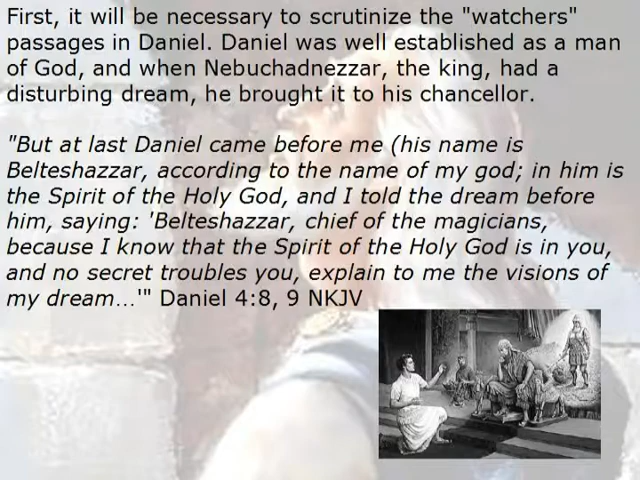 First, it will be necessary to scrutinize the "watchers"
passages in Daniel. Daniel was well established as a man
of God, and when Nebuchadnezzar, the king, had a
disturbing dream, he brought it to his chancellor.
"But at last Daniel came before me (his name is
Belteshazzar, according to the name of my god; in him is
the Spirit of the Holy God, and I told the dream before
him, saying: 'Belteshazzar, chief of the magicians,
because I know that the Spirit of the Holy God is in you,
and no secret troubles you, explain to me the visions of
my dream...'" Daniel 4:8, 9 NKJV